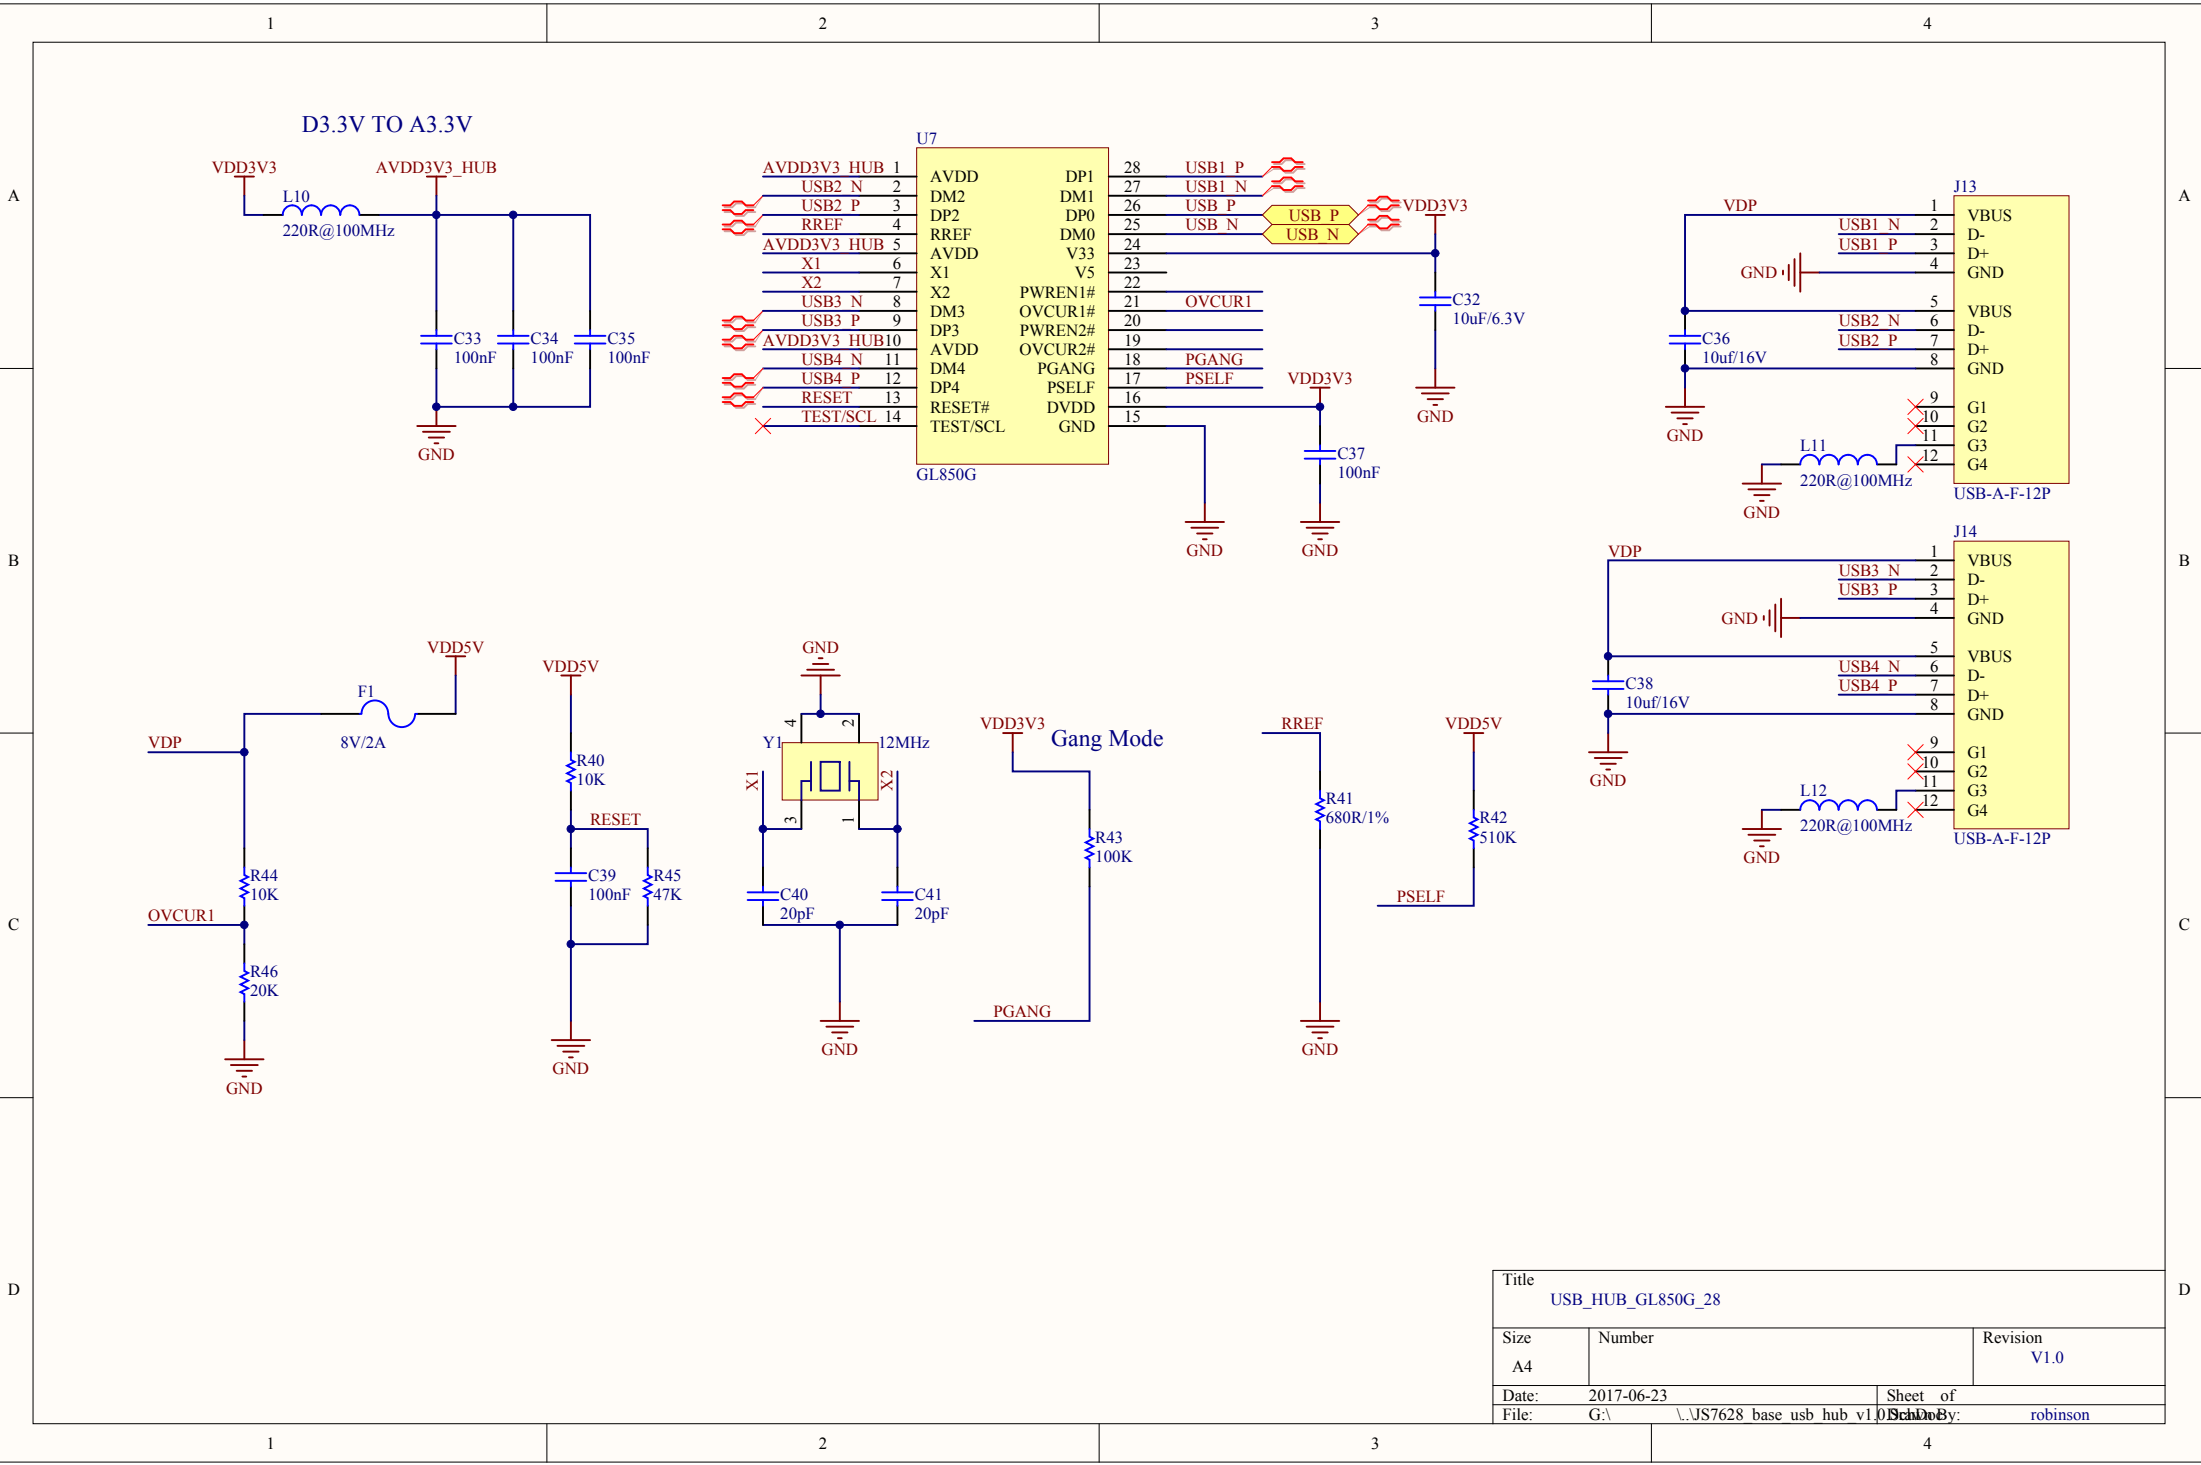 1 2 3 4
A
A
D3.3V TO A3.3V
VDD3V3
AVDD3V3_HUB
L10
220R@100MHz
C33
100nF
C34
100nF
C35
100nF
GND
U7
AVDD3V3_HUB 1 AVDD
USB2_N 2 DM2
USB2_P 3 DP2
RREF 4 RREF
AVDD3V3_HUB 5 AVDD
X1 6 X1
X2 7 X2
USB3_N 8 DM3
USB3_P 9 DP3
AVDD3V3_HUB 10 AVDD
USB4_N 11 DM4
USB4_P 12 DP4
RESET 13 RESET#
TEST/SCL 14 TEST/SCL
DP1 28 USB1_P
DM1 27 USB1_N
DP0 26 USB_P USB_P
DM0 25 USB_N USB_N
V33 24
V5 23
PWREN1# 22
OVCUR1# 21 OVCUR1
PWREN2# 20
OVCUR2# 19
PGANG 18 PGANG
PSELF 17 PSELF
DVDD 16
GND 15
GL850G
VDD3V3
C32
10uF/6.3V
GND
VDD3V3
C37
100nF
GND
GND
J13
VDP 1 VBUS
USB1_N 2 D-
USB1_P 3 D+
GND 4 GND
5 VBUS
USB2_N 6 D-
USB2_P 7 D+
8 GND
9 G1
10 G2
11 G3
12 G4
C36
10uf/16V
GND
L11
220R@100MHz
GND
USB-A-F-12P
B
B
J14
VDP 1 VBUS
USB3_N 2 D-
USB3_P 3 D+
GND 4 GND
5 VBUS
USB4_N 6 D-
USB4_P 7 D+
8 GND
9 G1
10 G2
11 G3
12 G4
C38
10uf/16V
GND
L12
220R@100MHz
GND
USB-A-F-12P
VDD5V
F1
8V/2A
VDP
R44
10K
OVCUR1
R46
20K
GND
VDD5V
R40
10K
RESET
C39
100nF
R45
47K
GND
GND
4 2
Y1 12MHz
X1 X2
3 1
C40
20pF
C41
20pF
GND
VDD3V3
Gang Mode
R43
100K
PGANG
RREF
R41
680R/1%
GND
VDD5V
R42
510K
PSELF
C
C
D
D
Title
USB_HUB_GL850G_28
Size
A4
Number
Revision
V1.0
Date: 2017-06-23
Sheet of
File: G:\ \..\JS7628_base_usb_hub_v1.0.SchDoc
Drawn By: robinson
1 2 3 4